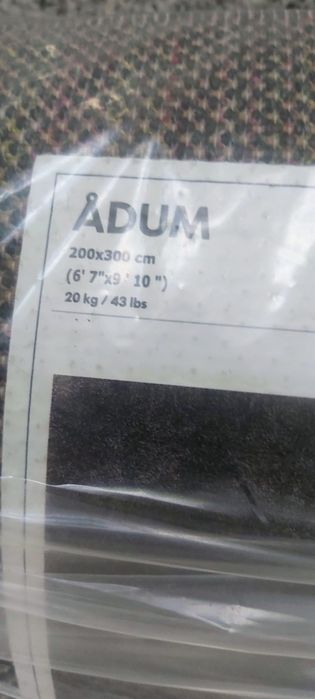 ÅDUM
200x300 cm
(6' 7"x9' 10 ")
20 kg / 43 lbs